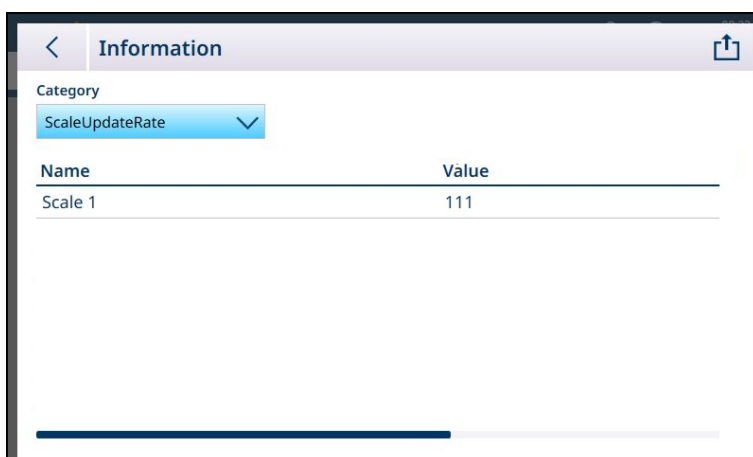 Information
Category
ScaleUpdateRate
Name Value
Scale 1 111